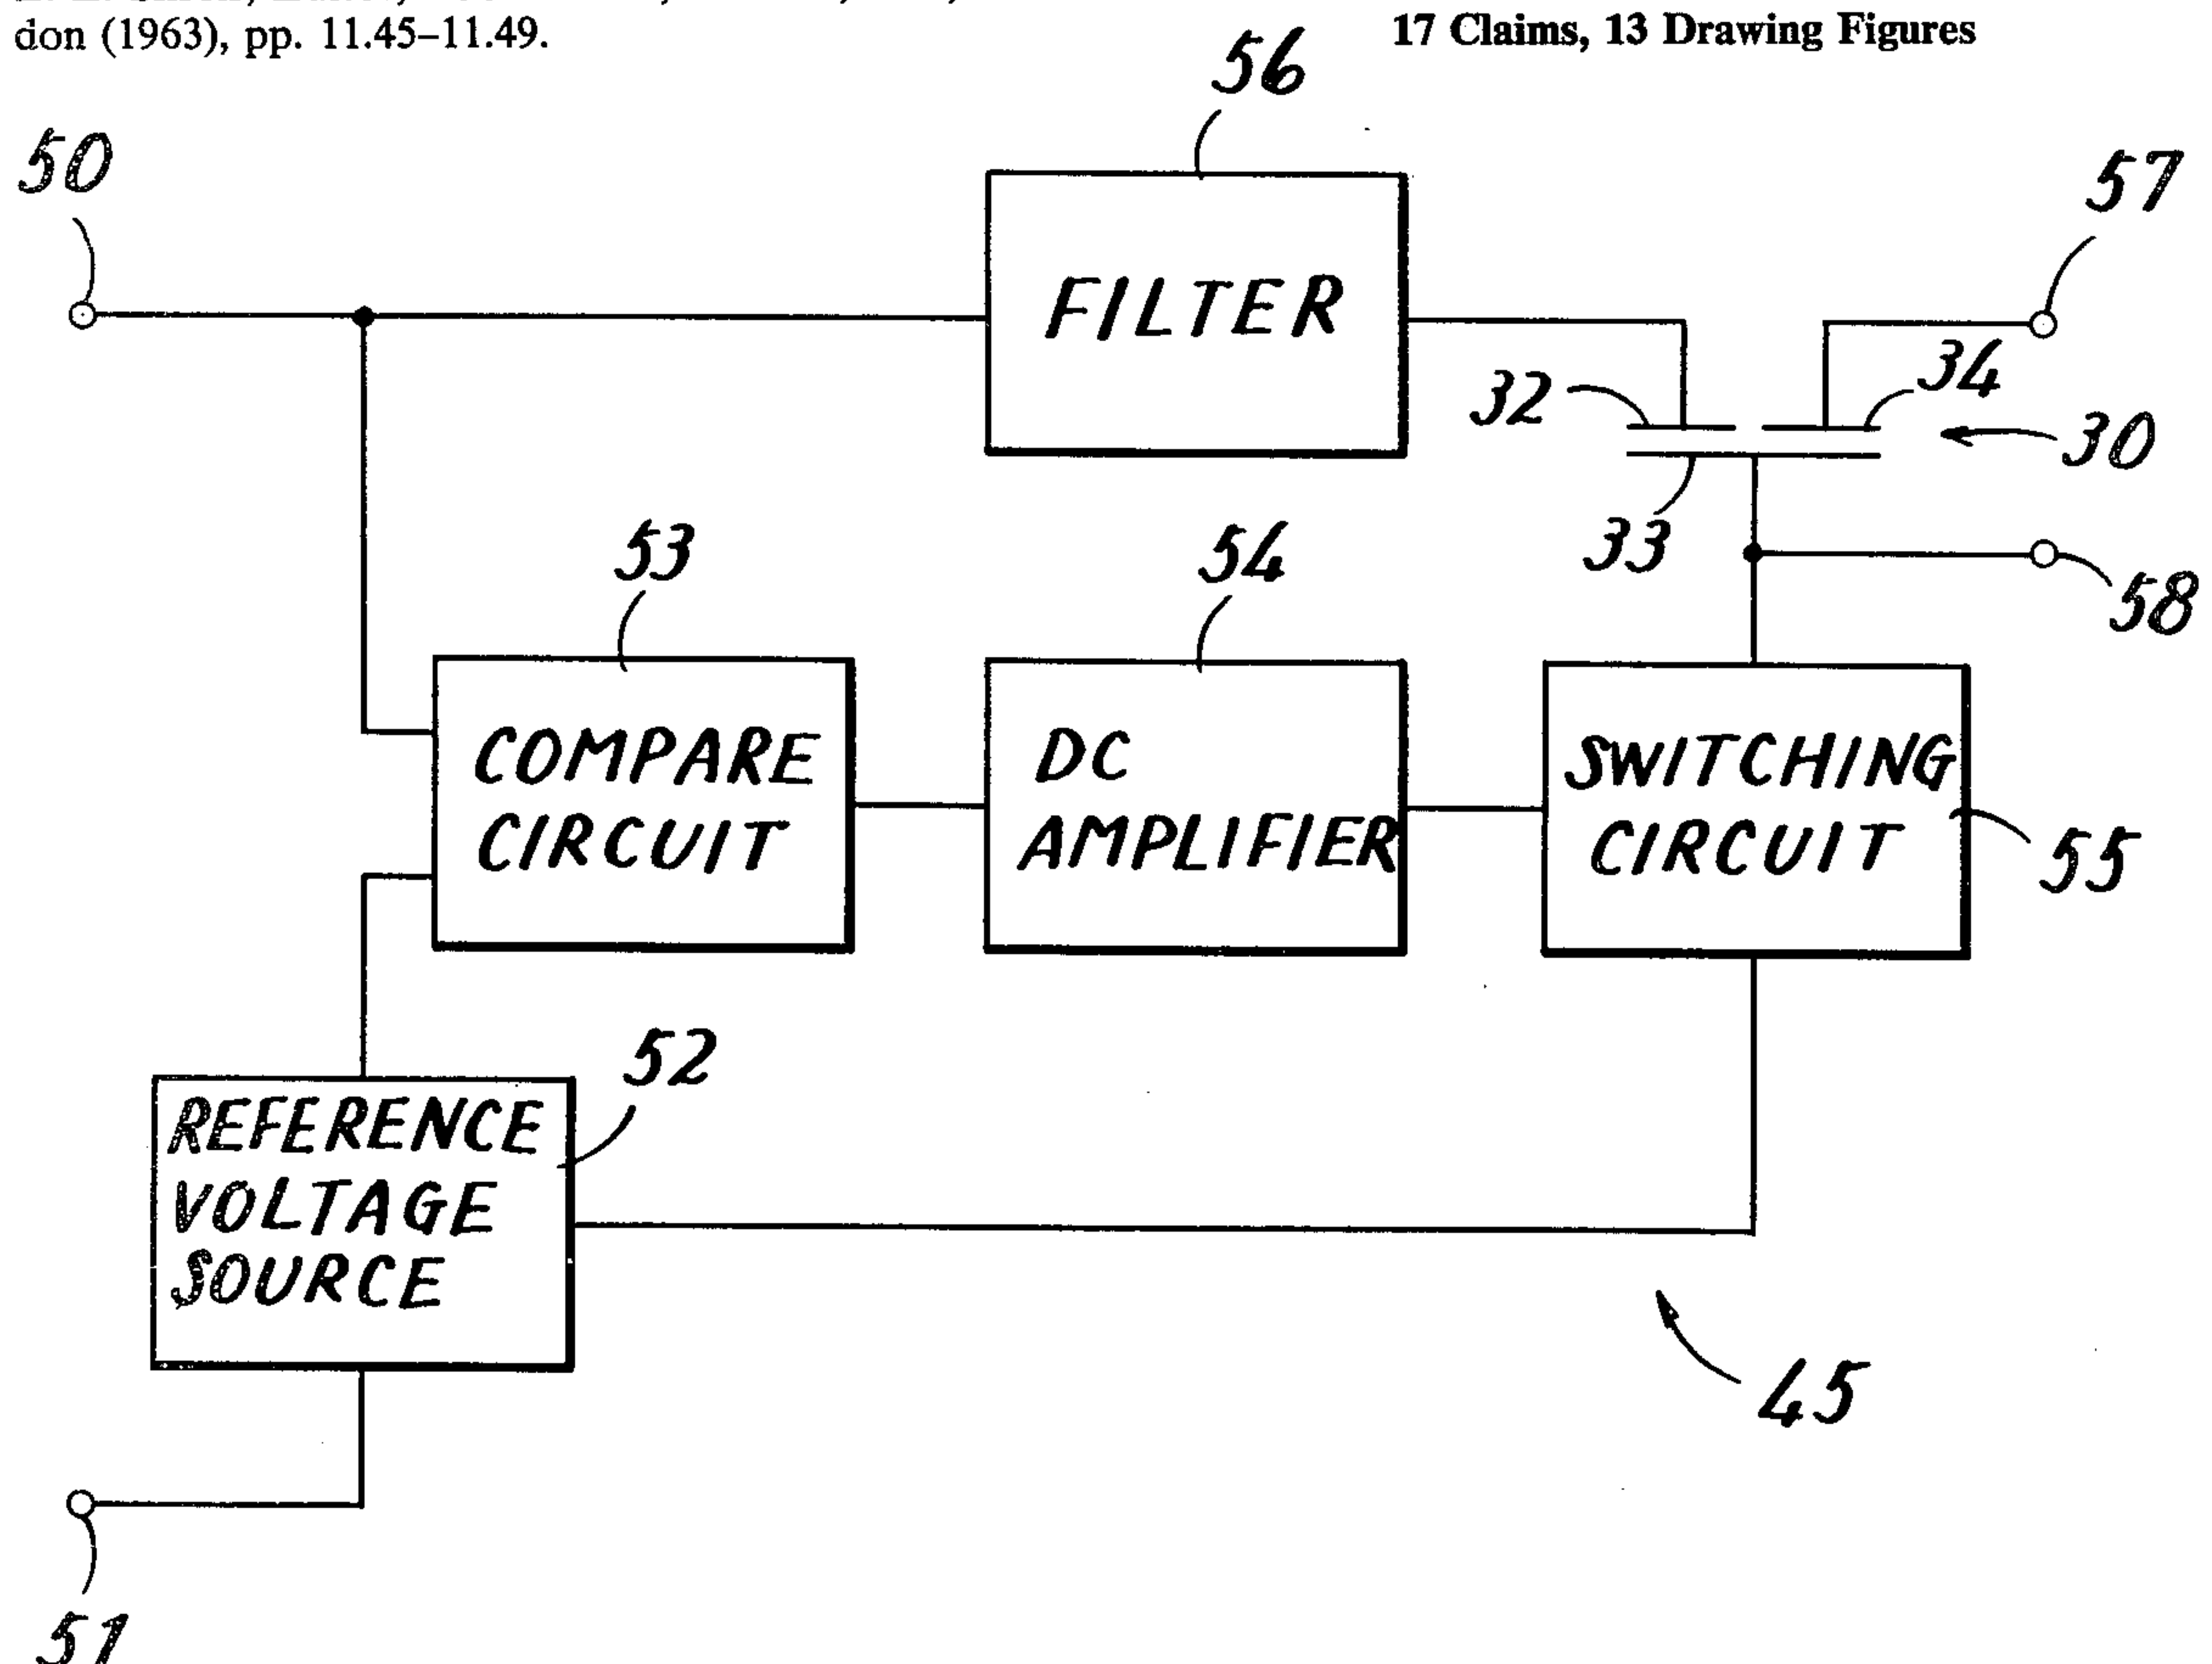 don (1963), pp. 11.45–11.49.
17 Claims, 13 Drawing Figures
56
50
57
FILTER
32
34
30
33
58
53
54
COMPARE
CIRCUIT
DC
AMPLIFIER
SWITCHING
CIRCUIT
55
52
REFERENCE
VOLTAGE
SOURCE
45
51